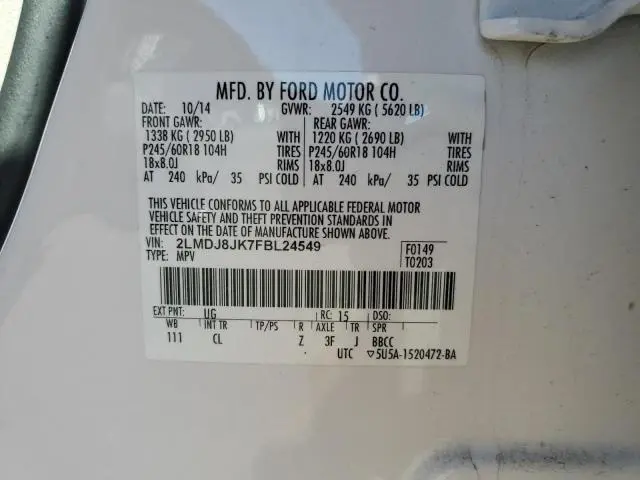 MFD. BY FORD MOTOR CO.
DATE: 10/14 GVWR: 2549 KG ( 5620 LB)
FRONT GAWR: REAR GAWR:
1338 KG ( 2950 LB) WITH 1220 KG ( 2690 LB) WITH
P245/60R18 104H TIRES P245/60R18 104H TIRES
18x8.0J RIMS 18x8.0J RIMS
AT 240 kPa/ 35 PSI COLD AT 240 kPa/ 35 PSI COLD
THIS VEHICLE CONFORMS TO ALL APPLICABLE FEDERAL MOTOR
VEHICLE SAFETY AND THEFT PREVENTION STANDARDS IN
EFFECT ON THE DATE OF MANUFACTURE SHOWN ABOVE.
VIN: 2LMDJ8JK7FBL24549 F0149
TYPE: MPV T0203
EXT PNT: UG RC: 15 DSO:
WB INT TR TP/PS R AXLE TR SPR
111 CL Z 3F J BBCC
UTC ▽5U5A-1520472-BA